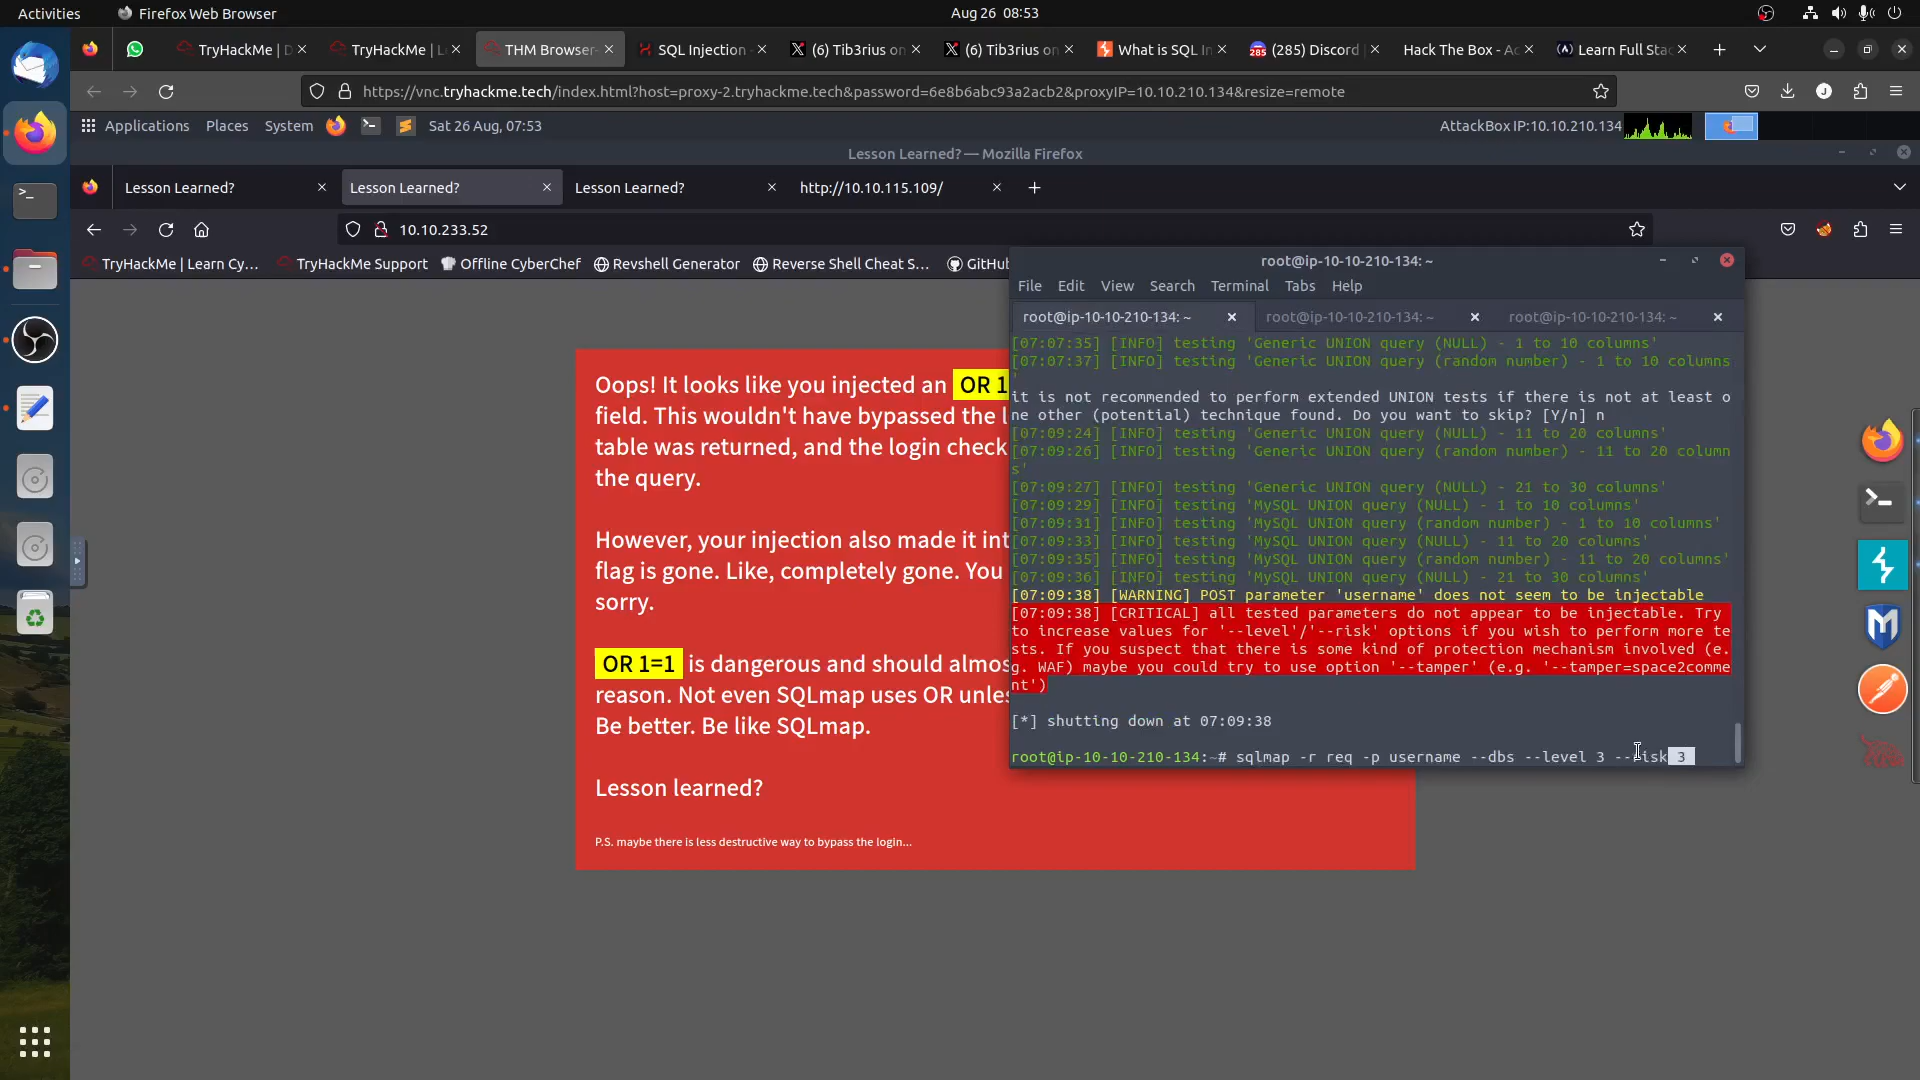 Activities
Firefox Web Browser
Aug 26 08:53
TryHackMe | D
TryHackMe | L
THM Browser-
SQL Injection -
(6) Tib3rius on
(6) Tib3rius on
What is SQL In
(285) Discord
Hack The Box - Ac
Learn Full Stac
https://vnc.tryhackme.tech/index.html?host=proxy-2.tryhackme.tech&password=6e8b6abc93a2acb2&proxyIP=10.10.210.134&resize=remote
Applications
Places
System
Sat 26 Aug, 07:53
AttackBox IP:10.10.210.134
Lesson Learned? — Mozilla Firefox
Lesson Learned?
Lesson Learned?
Lesson Learned?
http://10.10.115.109/
10.10.233.52
TryHackMe | Learn Cy…
TryHackMe Support
Offline CyberChef
Revshell Generator
Reverse Shell Cheat S…
GitHub
Oops! It looks like you injected an OR 1
field. This wouldn't have bypassed the l
table was returned, and the login check
the query.
However, your injection also made it int
flag is gone. Like, completely gone. You
sorry.
OR 1=1 is dangerous and should almos
reason. Not even SQLmap uses OR unles
Be better. Be like SQLmap.
Lesson learned?
P.S. maybe there is less destructive way to bypass the login...
root@ip-10-10-210-134: ~
File Edit View Search Terminal Tabs Help
root@ip-10-10-210-134: ~
root@ip-10-10-210-134: ~
root@ip-10-10-210-134: ~
[07:07:35] [INFO] testing 'Generic UNION query (NULL) - 1 to 10 columns'
[07:07:37] [INFO] testing 'Generic UNION query (random number) - 1 to 10 columns
'
it is not recommended to perform extended UNION tests if there is not at least o
ne other (potential) technique found. Do you want to skip? [Y/n] n
[07:09:24] [INFO] testing 'Generic UNION query (NULL) - 11 to 20 columns'
[07:09:26] [INFO] testing 'Generic UNION query (random number) - 11 to 20 column
s'
[07:09:27] [INFO] testing 'Generic UNION query (NULL) - 21 to 30 columns'
[07:09:29] [INFO] testing 'MySQL UNION query (NULL) - 1 to 10 columns'
[07:09:31] [INFO] testing 'MySQL UNION query (random number) - 1 to 10 columns'
[07:09:33] [INFO] testing 'MySQL UNION query (NULL) - 11 to 20 columns'
[07:09:35] [INFO] testing 'MySQL UNION query (random number) - 11 to 20 columns'
[07:09:36] [INFO] testing 'MySQL UNION query (NULL) - 21 to 30 columns'
[07:09:38] [WARNING] POST parameter 'username' does not seem to be injectable
[07:09:38] [CRITICAL] all tested parameters do not appear to be injectable. Try
to increase values for '--level'/'--risk' options if you wish to perform more te
sts. If you suspect that there is some kind of protection mechanism involved (e.
g. WAF) maybe you could try to use option '--tamper' (e.g. '--tamper=space2comme
nt')
[*] shutting down at 07:09:38
root@ip-10-10-210-134:~# sqlmap -r req -p username --dbs --level 3 --risk 3